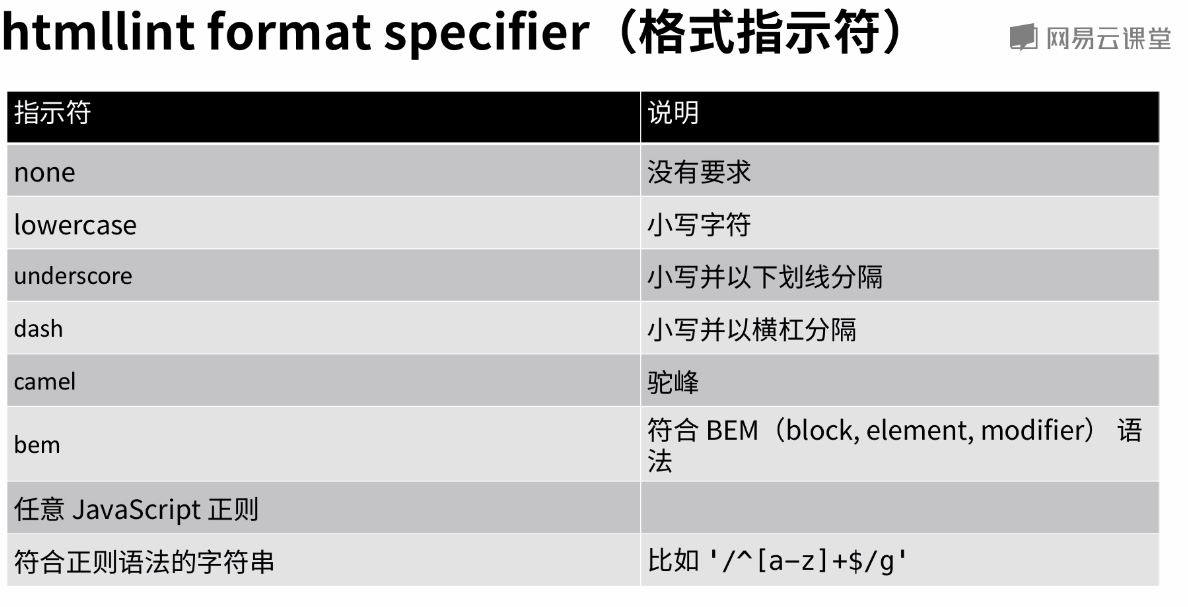 htmllint format specifier（格式指示符）
网易云课堂
指示符 说明
none 没有要求
lowercase 小写字符
underscore 小写并以下划线分隔
dash 小写并以横杠分隔
camel 驼峰
bem 符合 BEM（block, element, modifier） 语
法
任意 JavaScript 正则
符合正则语法的字符串 比如 '/^[a-z]+$/g'